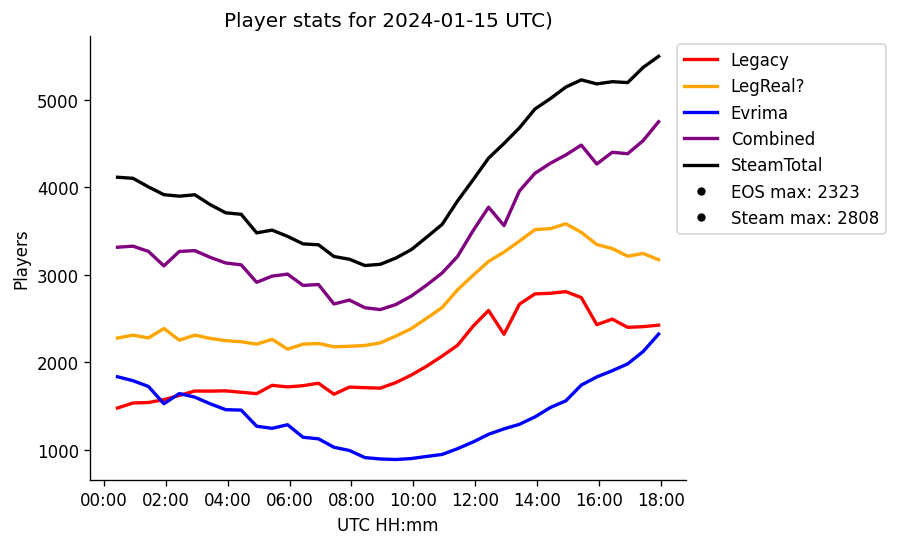 Player stats for 2024-01-15 UTC)
Legacy
LegReal?
Evrima
Combined
SteamTotal
EOS max: 2323
Steam max: 2808
Players
5000
4000
3000
2000
1000
00:00 02:00 04:00 06:00 08:00 10:00 12:00 14:00 16:00 18:00
UTC HH:mm